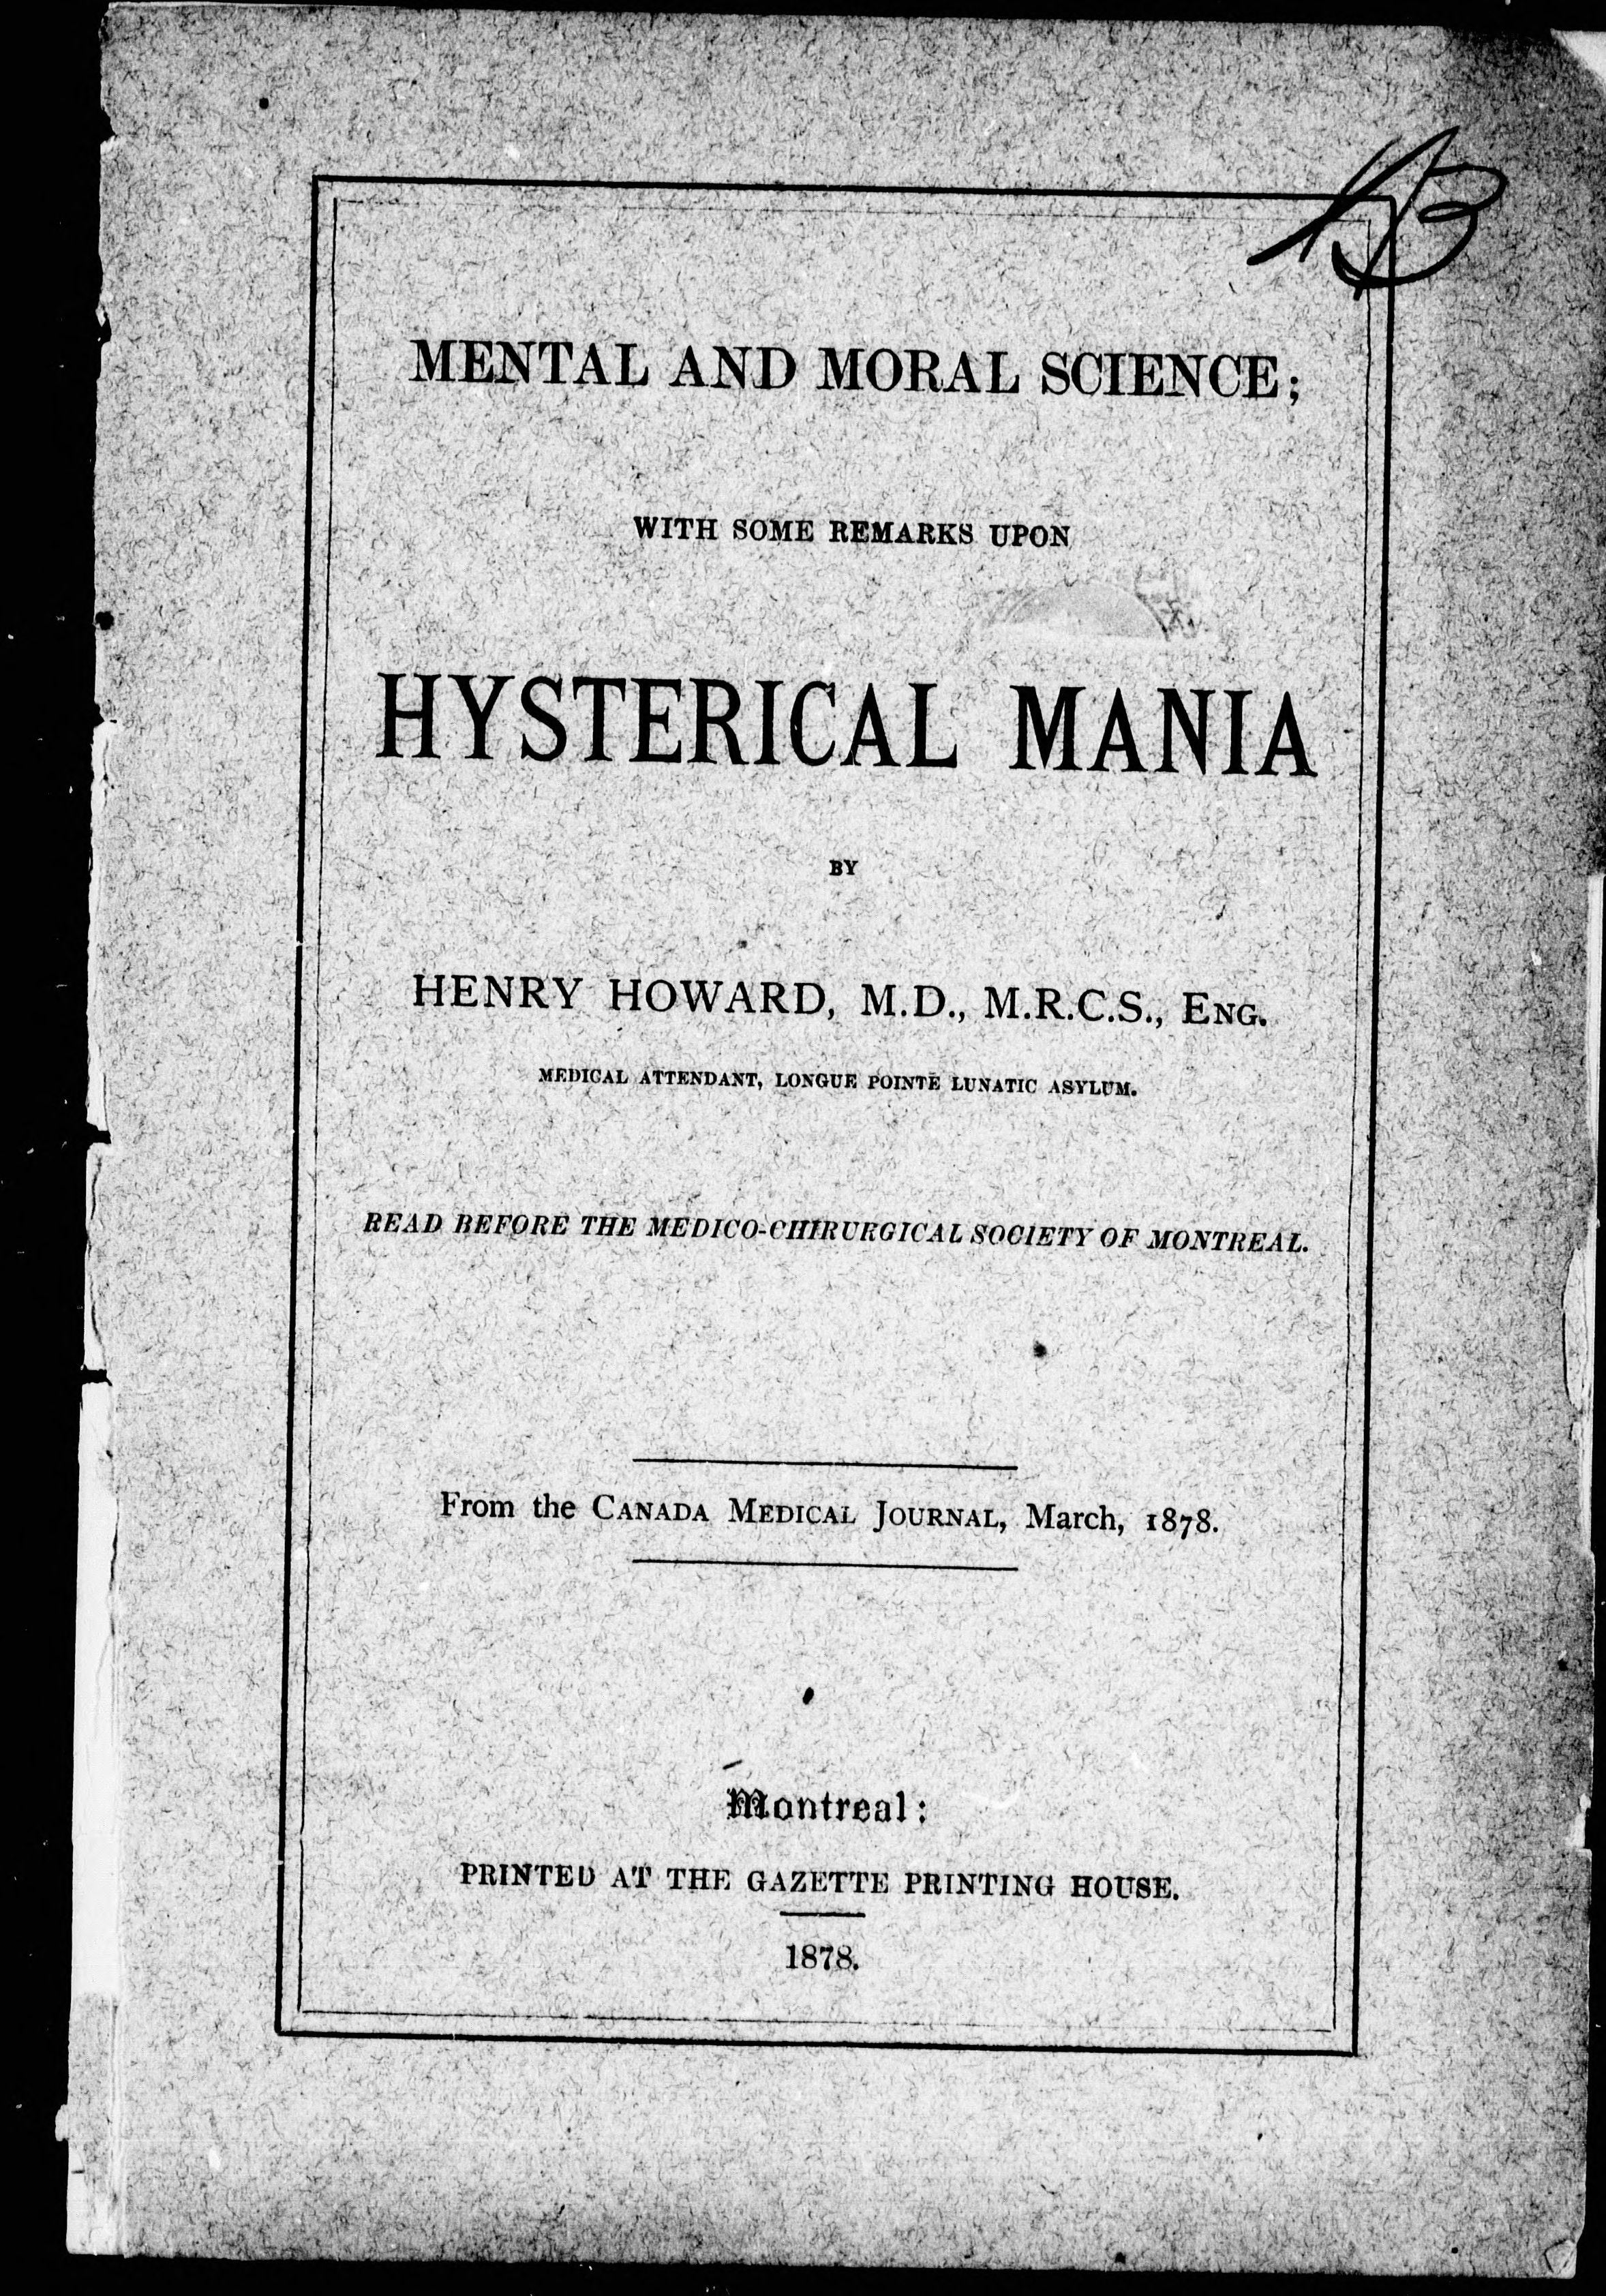 MENTAL AND MORAL SCIENCE;
WITH SOME REMARKS UPON
HYSTERICAL MANIA
BY
HENRY HOWARD, M.D., M.R.C.S., ENG.
MEDICAL ATTENDANT, LONGUE POINTE LUNATIC ASYLUM.
READ BEFORE THE MEDICO-CHIRURGICAL SOCIETY OF MONTREAL.
From the CANADA MEDICAL JOURNAL, March, 1878.
Montreal:
PRINTED AT THE GAZETTE PRINTING HOUSE.
1878.